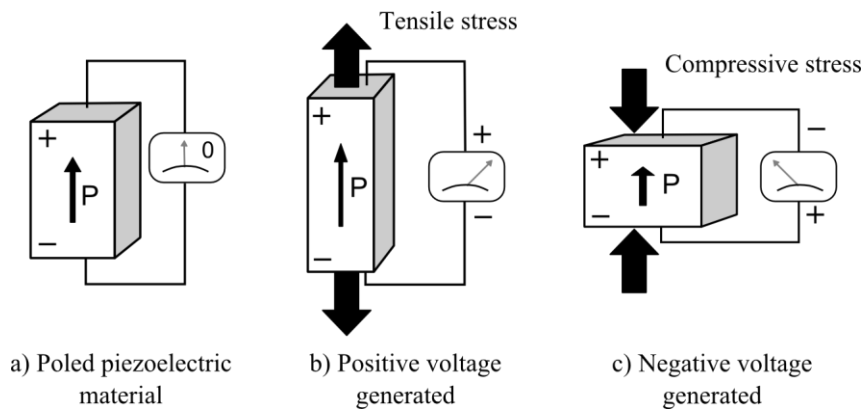 Tensile stress
Compressive stress
+
P
−
0
+
P
−
+
−
+
P
−
−
+
a) Poled piezoelectric
material
b) Positive voltage
generated
c) Negative voltage
generated